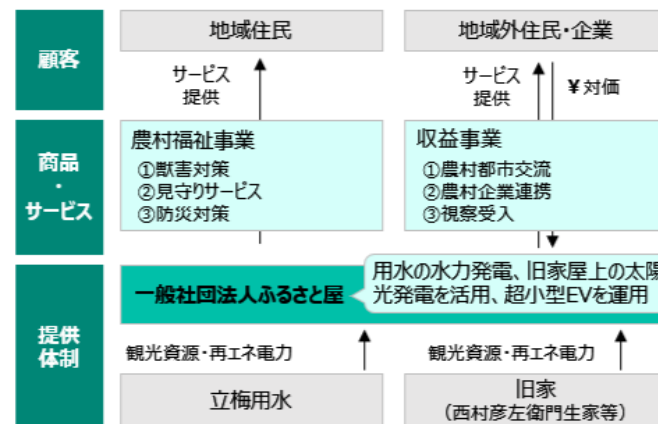 顧客
地域住民
地域外住民・企業
サービス
提供
サービス
提供
¥対価
商品
・
サービス
農村福祉事業
①獣害対策
②見守りサービス
③防災対策
収益事業
①農村都市交流
②農村企業連携
③視察受入
提供
体制
一般社団法人ふるさと屋
用水の水力発電、旧家屋上の太陽
光発電を活用、超小型EVを運用
観光資源・再エネ電力
観光資源・再エネ電力
立梅用水
旧家
(西村彦左衛門生家等)